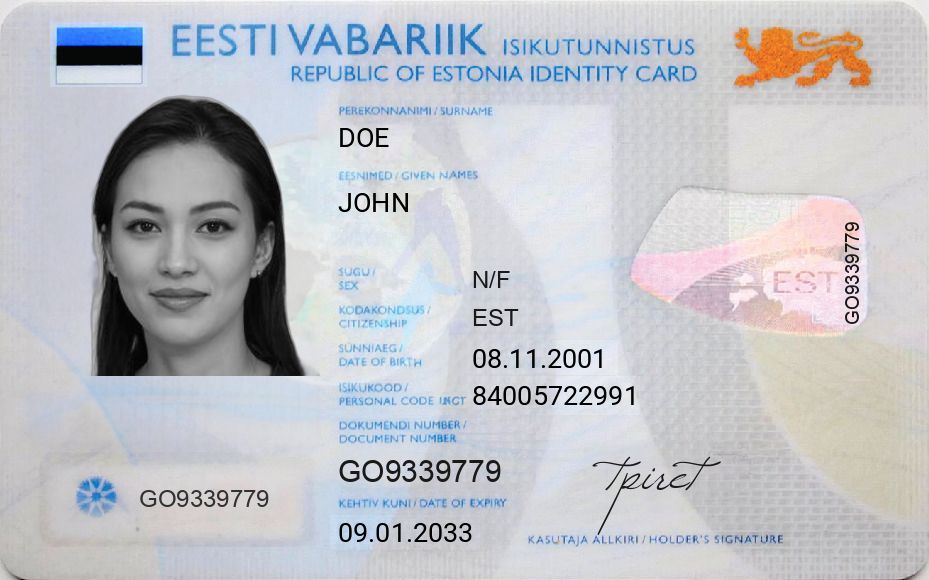 EESTI VABARIIK ISIKUTUNNISTUS
REPUBLIC OF ESTONIA IDENTITY CARD
PEREKONNANIMI / SURNAME
DOE
EESNIMED / GIVEN NAMES
JOHN
SUGU /
SEX
N/F
KODAKONDSUS /
CITIZENSHIP
EST
SÜNNIAEG /
DATE OF BIRTH
08.11.2001
ISIKUKOOD /
PERSONAL CODE
84005722991
DOKUMENDI NUMBER /
DOCUMENT NUMBER
GO9339779
KEHTIV KUNI / DATE OF EXPIRY
09.01.2033
GO9339779
EST
GO9339779
Tpiret
KASUTAJA ALLKIRI / HOLDER'S SIGNATURE